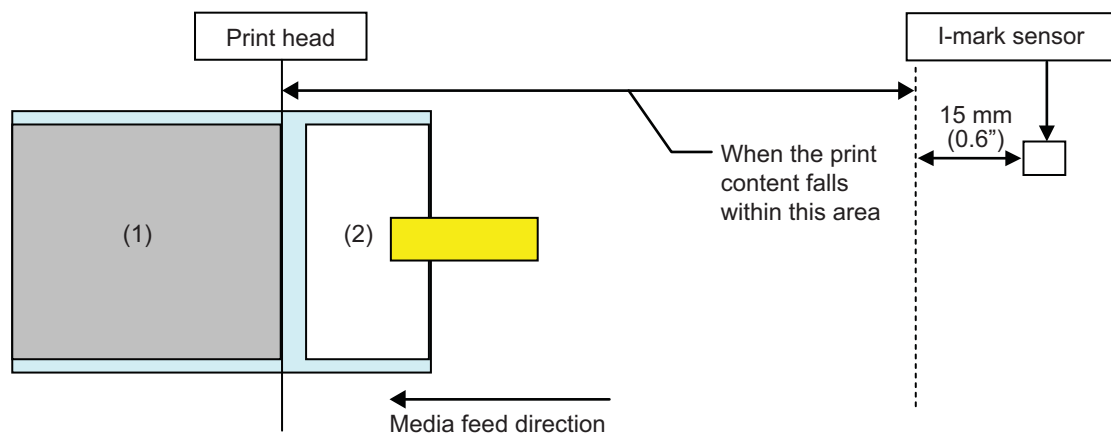 Print head
I-mark sensor
15 mm
(0.6”)
When the print
content falls
within this area
(1)
(2)
Media feed direction